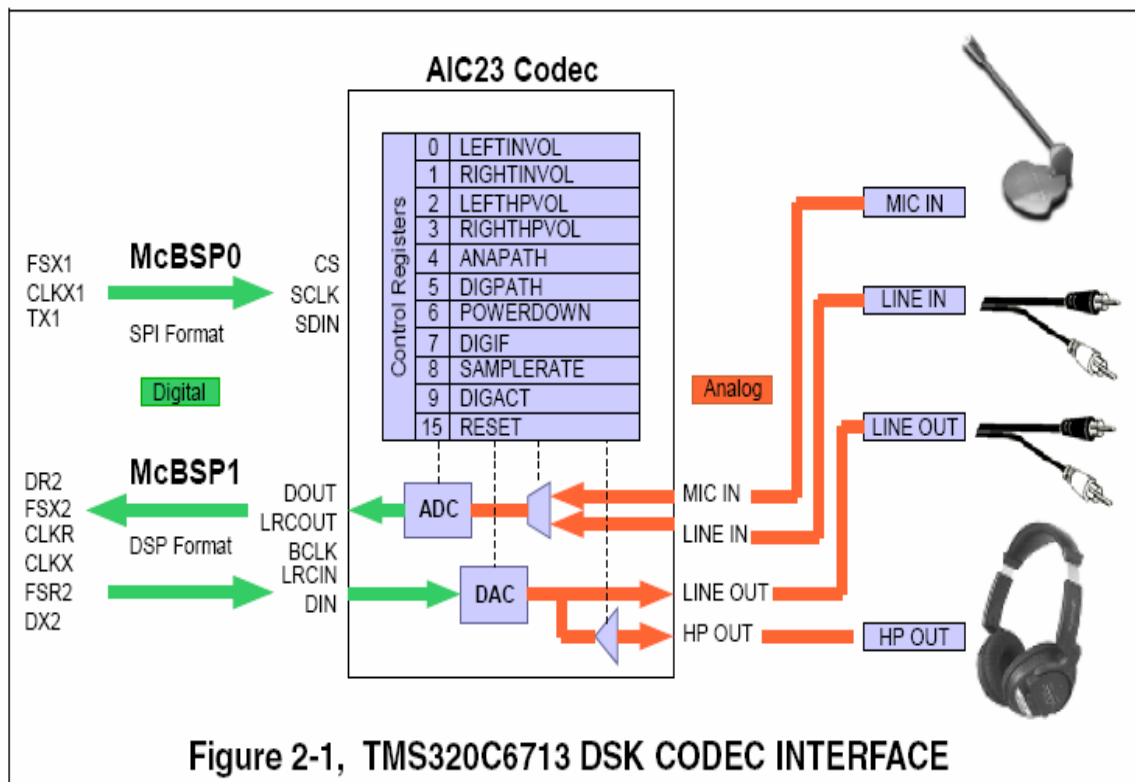 AIC23 Codec
Control Registers
0 LEFTINVOL
1 RIGHTINVOL
2 LEFTHPVOL
3 RIGHTHPVOL
4 ANAPATH
5 DIGPATH
6 POWERDOWN
7 DIGIF
8 SAMPLERATE
9 DIGACT
15 RESET
McBSP0
FSX1
CLKX1
TX1
SPI Format
CS
SCLK
SDIN
Digital
Analog
MIC IN
LINE IN
LINE OUT
HP OUT
McBSP1
DR2
FSX2
CLKR
CLKX
FSR2
DX2
DSP Format
DOUT
LRCOUT
BCLK
LRCIN
DIN
ADC
DAC
MIC IN
LINE IN
LINE OUT
HP OUT
Figure 2-1, TMS320C6713 DSK CODEC INTERFACE